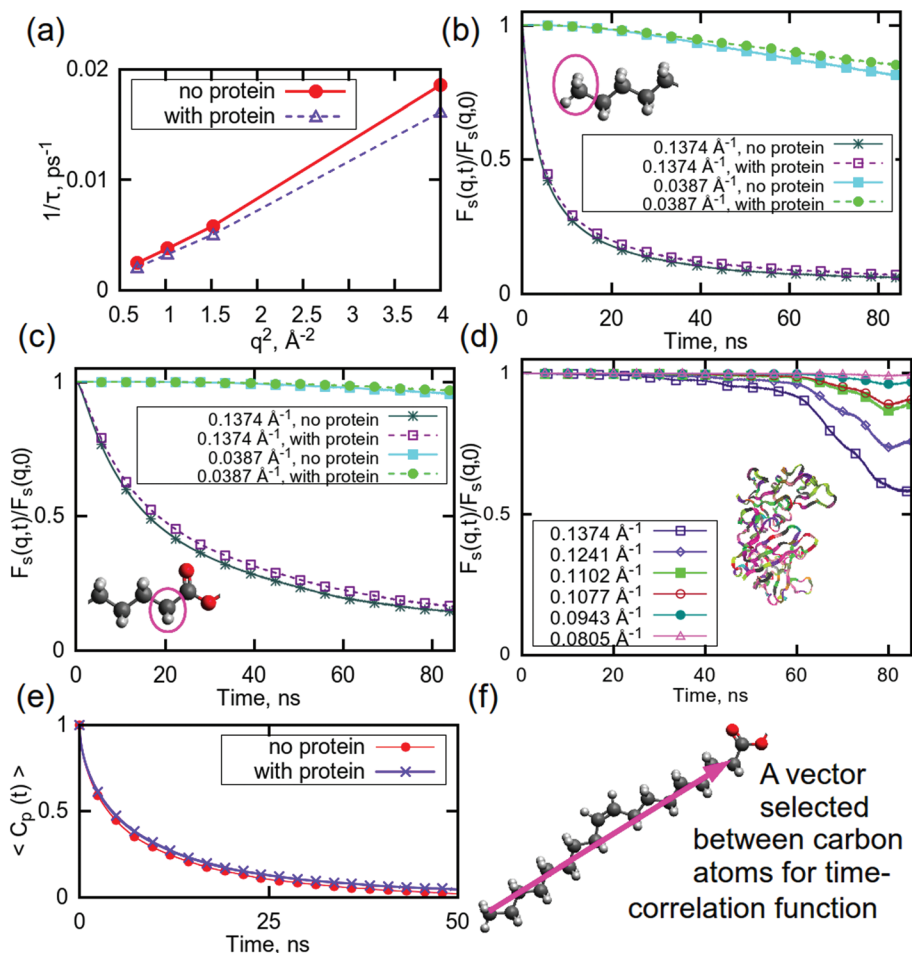 (a)
1/τ, ps⁻¹
0.02
0.01
0
no protein
with protein
0.5 1 1.5 2 2.5 3 3.5 4
q², Å⁻²
(b)
Fₛ(q,t)/Fₛ(q,0)
1
0.5
0
0.1374 Å⁻¹, no protein
0.1374 Å⁻¹, with protein
0.0387 Å⁻¹, no protein
0.0387 Å⁻¹, with protein
0 20 40 60 80
Time, ns
(c)
Fₛ(q,t)/Fₛ(q,0)
1
0.5
0
0.1374 Å⁻¹, no protein
0.1374 Å⁻¹, with protein
0.0387 Å⁻¹, no protein
0.0387 Å⁻¹, with protein
0 20 40 60 80
Time, ns
(d)
Fₛ(q,t)/Fₛ(q,0)
1
0.5
0
0.1374 Å⁻¹
0.1241 Å⁻¹
0.1102 Å⁻¹
0.1077 Å⁻¹
0.0943 Å⁻¹
0.0805 Å⁻¹
0 20 40 60 80
Time, ns
(e)
< Cₚ(t) >
1
0.5
0
no protein
with protein
0 25 50
Time, ns
(f)
A vector
selected
between carbon
atoms for time-
correlation function